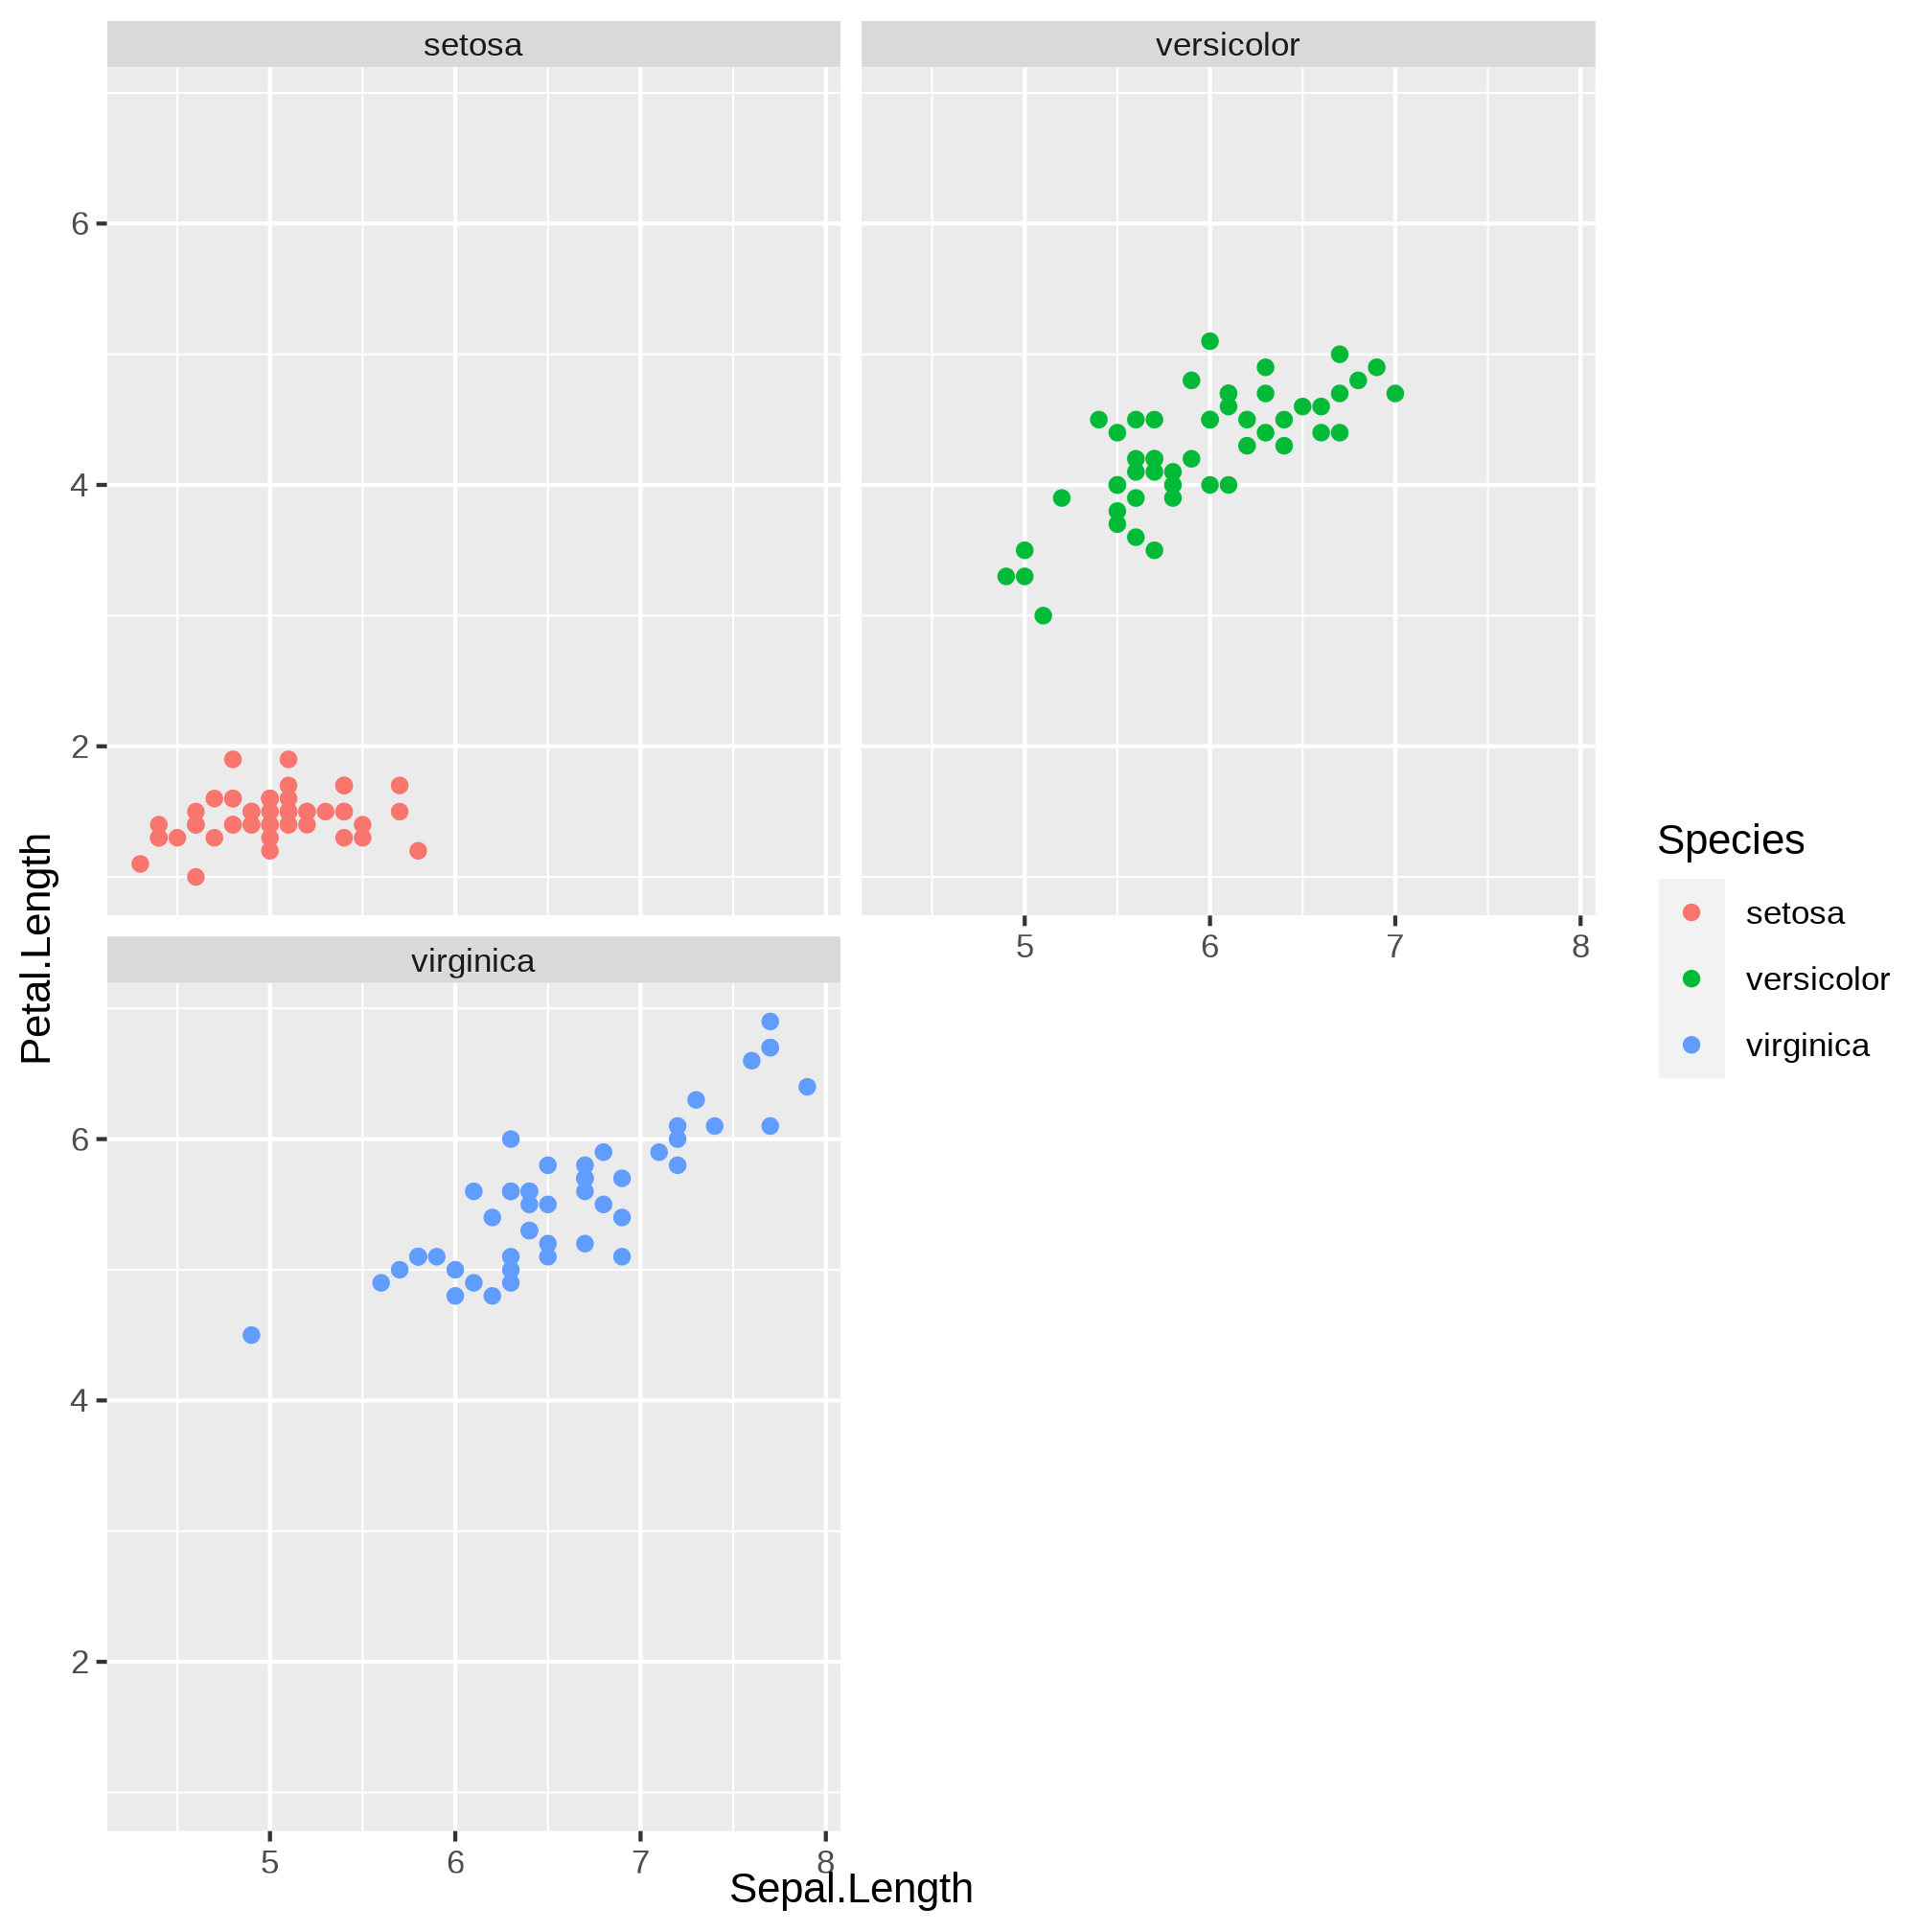 setosa
versicolor
6
4
2
5 6 7 8
virginica
6
4
2
5 6 7 8
Sepal.Length
Petal.Length
Species
setosa
versicolor
virginica